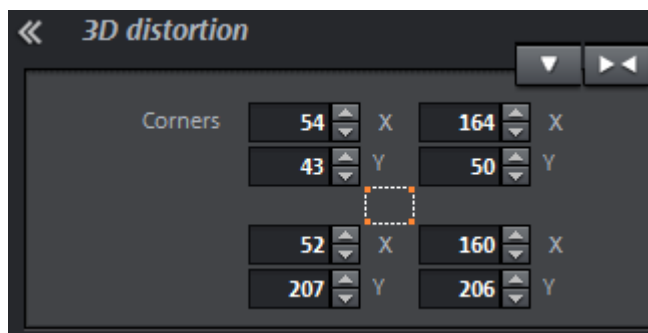 3D distortion
Corners 54 X 164 X
43 Y 50 Y
52 X 160 X
207 Y 206 Y